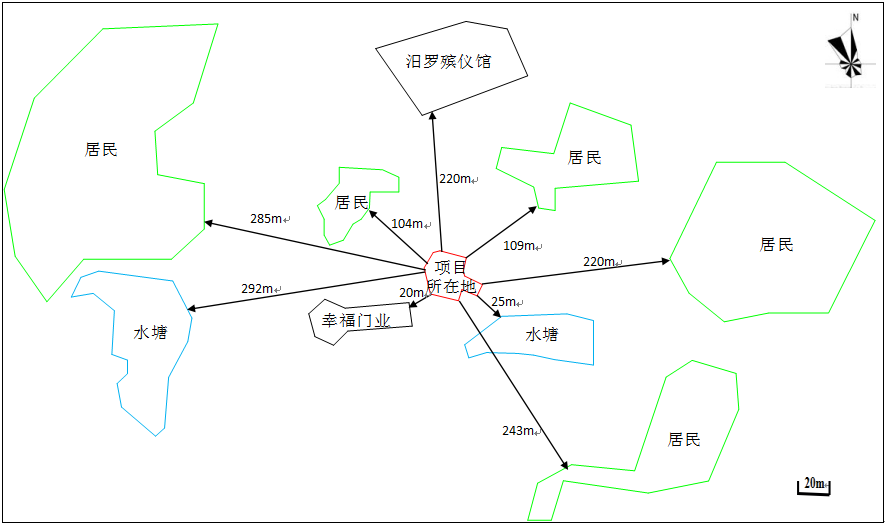 N
汨罗殡仪馆
居民
居民
220m
居民
285m
104m
109m
居民
220m
项目
所在地
292m
20m
25m
水塘
幸福门业
水塘
243m
居民
20m